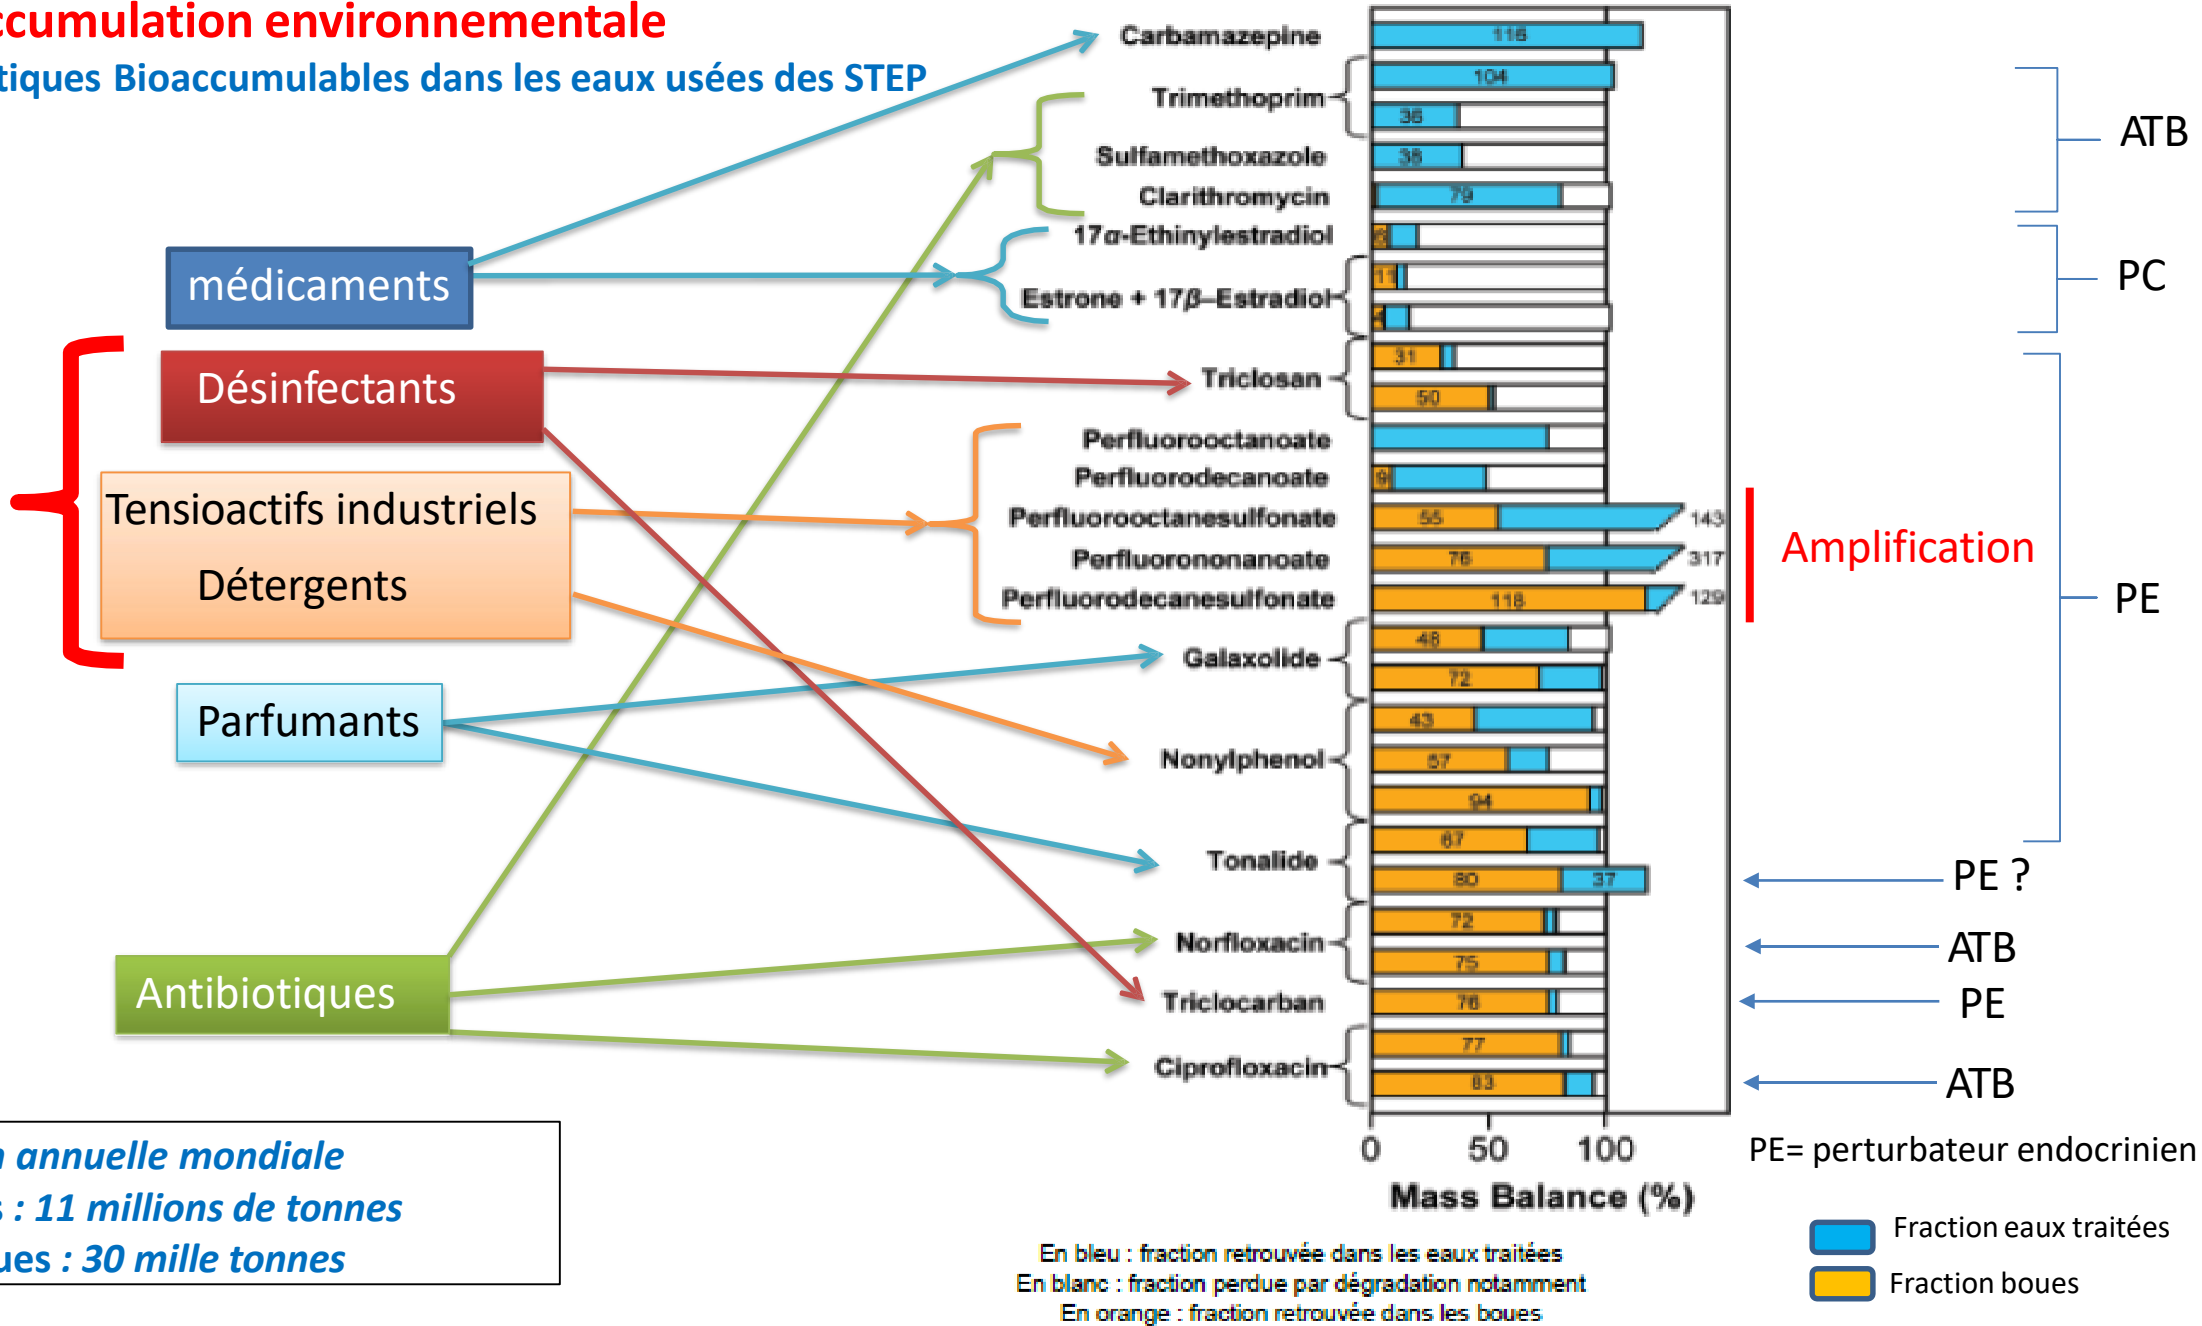 ccumulation environnementale
tiques Bioaccumulables dans les eaux usées des STEP
médicaments
Désinfectants
Tensioactifs industriels
Détergents
Parfumants
Antibiotiques
annuelle mondiale
s : 11 millions de tonnes
ues : 30 mille tonnes
Carbamazepine
116
Trimethoprim
104
36
Sulfamethoxazole
38
Clarithromycin
79
17α-Ethinylestradiol
Estrone + 17β–Estradiol
11
Triclosan
31
50
Perfluorooctanoate
Perfluorodecanoate
9
Perfluorooctanesulfonate
55
143
Perfluorononanoate
76
317
Perfluorodecanesulfonate
118
129
Galaxolide
48
72
Nonylphenol
43
57
94
Tonalide
67
80
37
Norfloxacin
72
75
Triclocarban
76
Ciprofloxacin
77
83
0 50 100
Mass Balance (%)
ATB
PC
Amplification
PE
PE ?
ATB
PE
ATB
PE= perturbateur endocrinien
Fraction eaux traitées
Fraction boues
En bleu : fraction retrouvée dans les eaux traitées
En blanc : fraction perdue par dégradation notamment
En orange : fraction retrouvée dans les boues